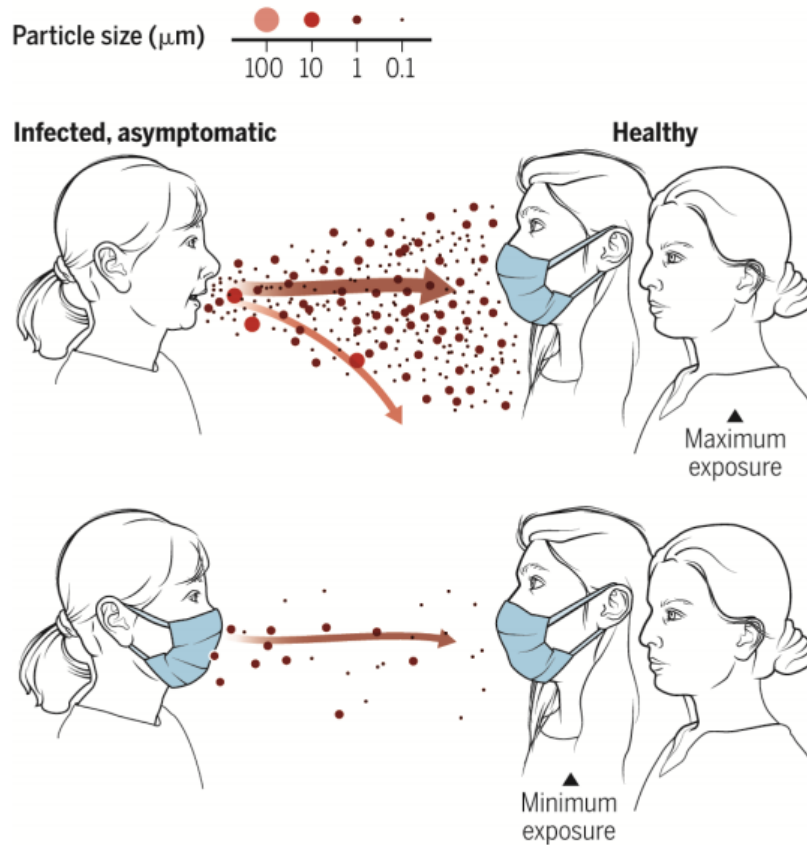 Particle size (μm)
100 10 1 0.1
Infected, asymptomatic
Healthy
Maximum
exposure
Minimum
exposure